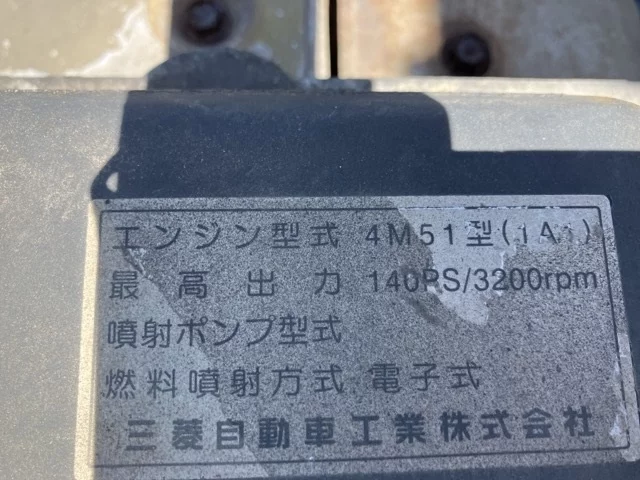 エンジン型式 4M51型(1A1)
最高出力 140PS/3200rpm
噴射ポンプ型式
燃料噴射方式 電子式
三菱自動車工業株式会社